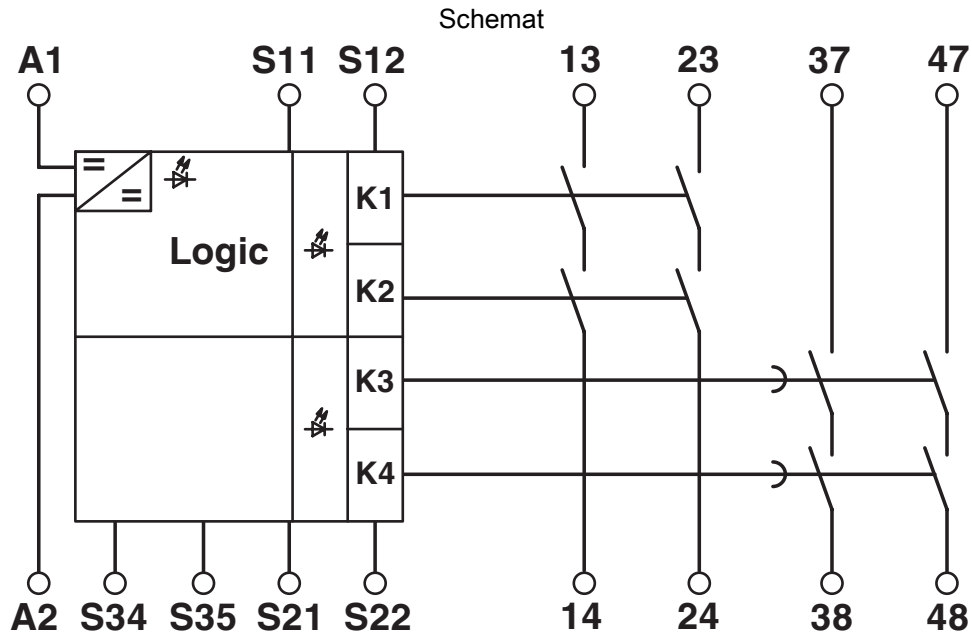 Schemat
A1 S11 S12 13 23 37 47
K1
Logic
K2
K3
K4
A2 S34 S35 S21 S22 14 24 38 48